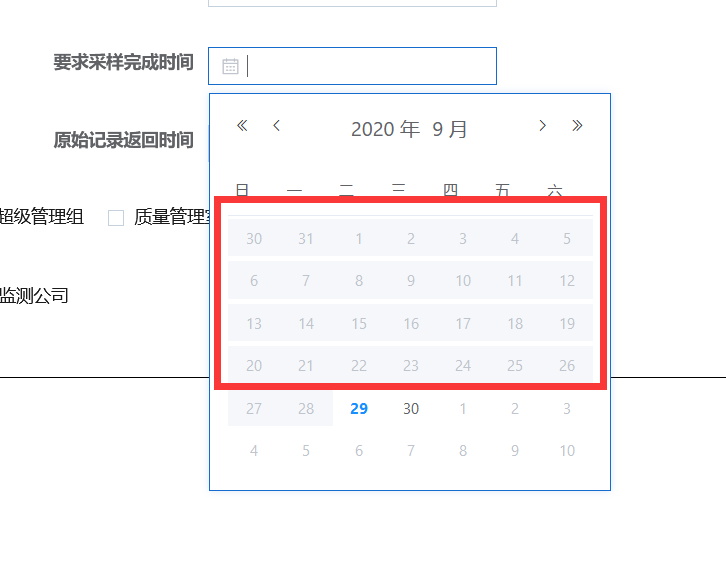 要求采样完成时间
2020 年 9 月
原始记录返回时间
日 一 二 三 四 五 六
超级管理组 质量管理室
30 31 1 2 3 4 5
6 7 8 9 10 11 12
监测公司
13 14 15 16 17 18 19
20 21 22 23 24 25 26
27 28 29 30 1 2 3
4 5 6 7 8 9 10